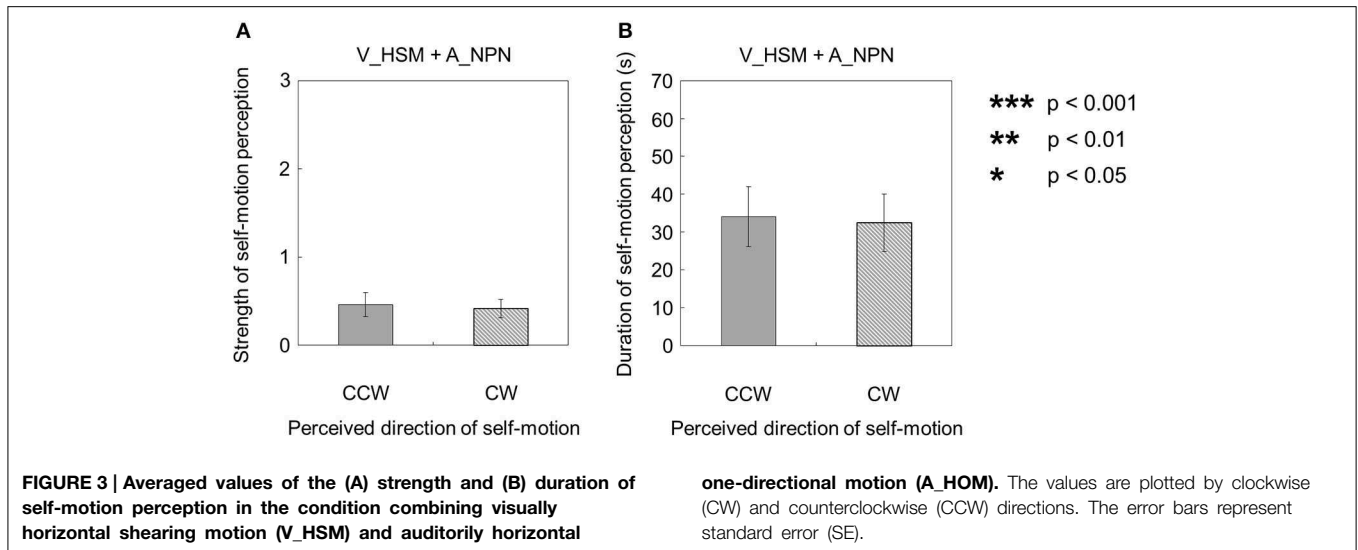 A
V_HSM + A_NPN
Strength of self-motion perception
3
2
1
0
CCW CW
Perceived direction of self-motion
B
V_HSM + A_NPN
Duration of self-motion perception (s)
70
60
50
40
30
20
10
0
CCW CW
Perceived direction of self-motion
*** p < 0.001
** p < 0.01
* p < 0.05
FIGURE 3 | Averaged values of the (A) strength and (B) duration of
self-motion perception in the condition combining visually
horizontal shearing motion (V_HSM) and auditorily horizontal
one-directional motion (A_HOM). The values are plotted by clockwise
(CW) and counterclockwise (CCW) directions. The error bars represent
standard error (SE).